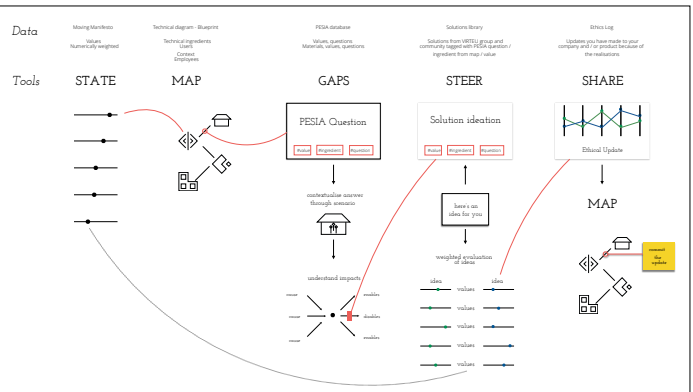 Data
Moving Manifesto
Values
Numerically weighted
Technical diagram - Blueprint
Technical ingredients
Users
Context
Employees
PESIA database
Values, questions
Materials, values, questions
Solutions library
Solutions from VIRTEU group and
community tagged with PESIA question /
ingredient from map / value
Ethics Log
Updates you have made to your
company and / or product because of
the realisations
Tools
STATE
MAP
GAPS
STEER
SHARE
PESIA Question
#value
#ingredient
#question
Solution ideation
#value
#ingredient
#question
Ethical Update
contextualise answer
through scenario
here's an
idea for you
MAP
connect
the
update
understand impacts
weighted evaluation
of ideas
cause
enables
cause
disables
cause
enables
idea
idea
values
values
values
values
values